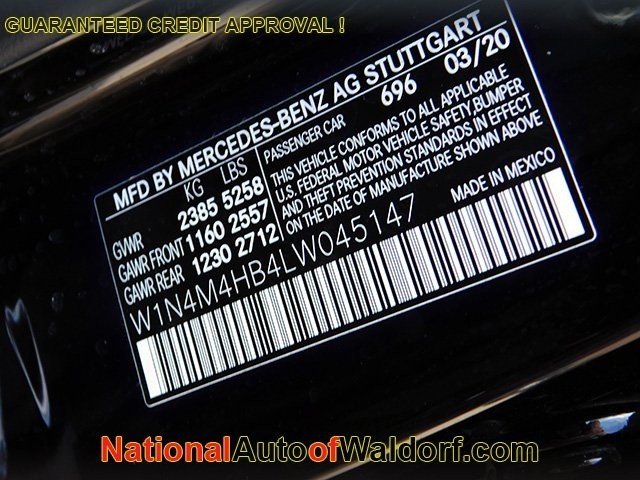 GUARANTEED CREDIT APPROVAL !
MFD BY MERCEDES-BENZ AG STUTTGART
KG LBS
GVWR 2385 5258
GAWR FRONT 1160 2557
GAWR REAR 1230 2712
696 03/20
PASSENGER CAR
THIS VEHICLE CONFORMS TO ALL APPLICABLE
U.S. FEDERAL MOTOR VEHICLE SAFETY, BUMPER
AND THEFT PREVENTION STANDARDS IN EFFECT
ON THE DATE OF MANUFACTURE SHOWN ABOVE
MADE IN MEXICO
W1N4M4HB4LW045147
NationalAutoofWaldorf.com